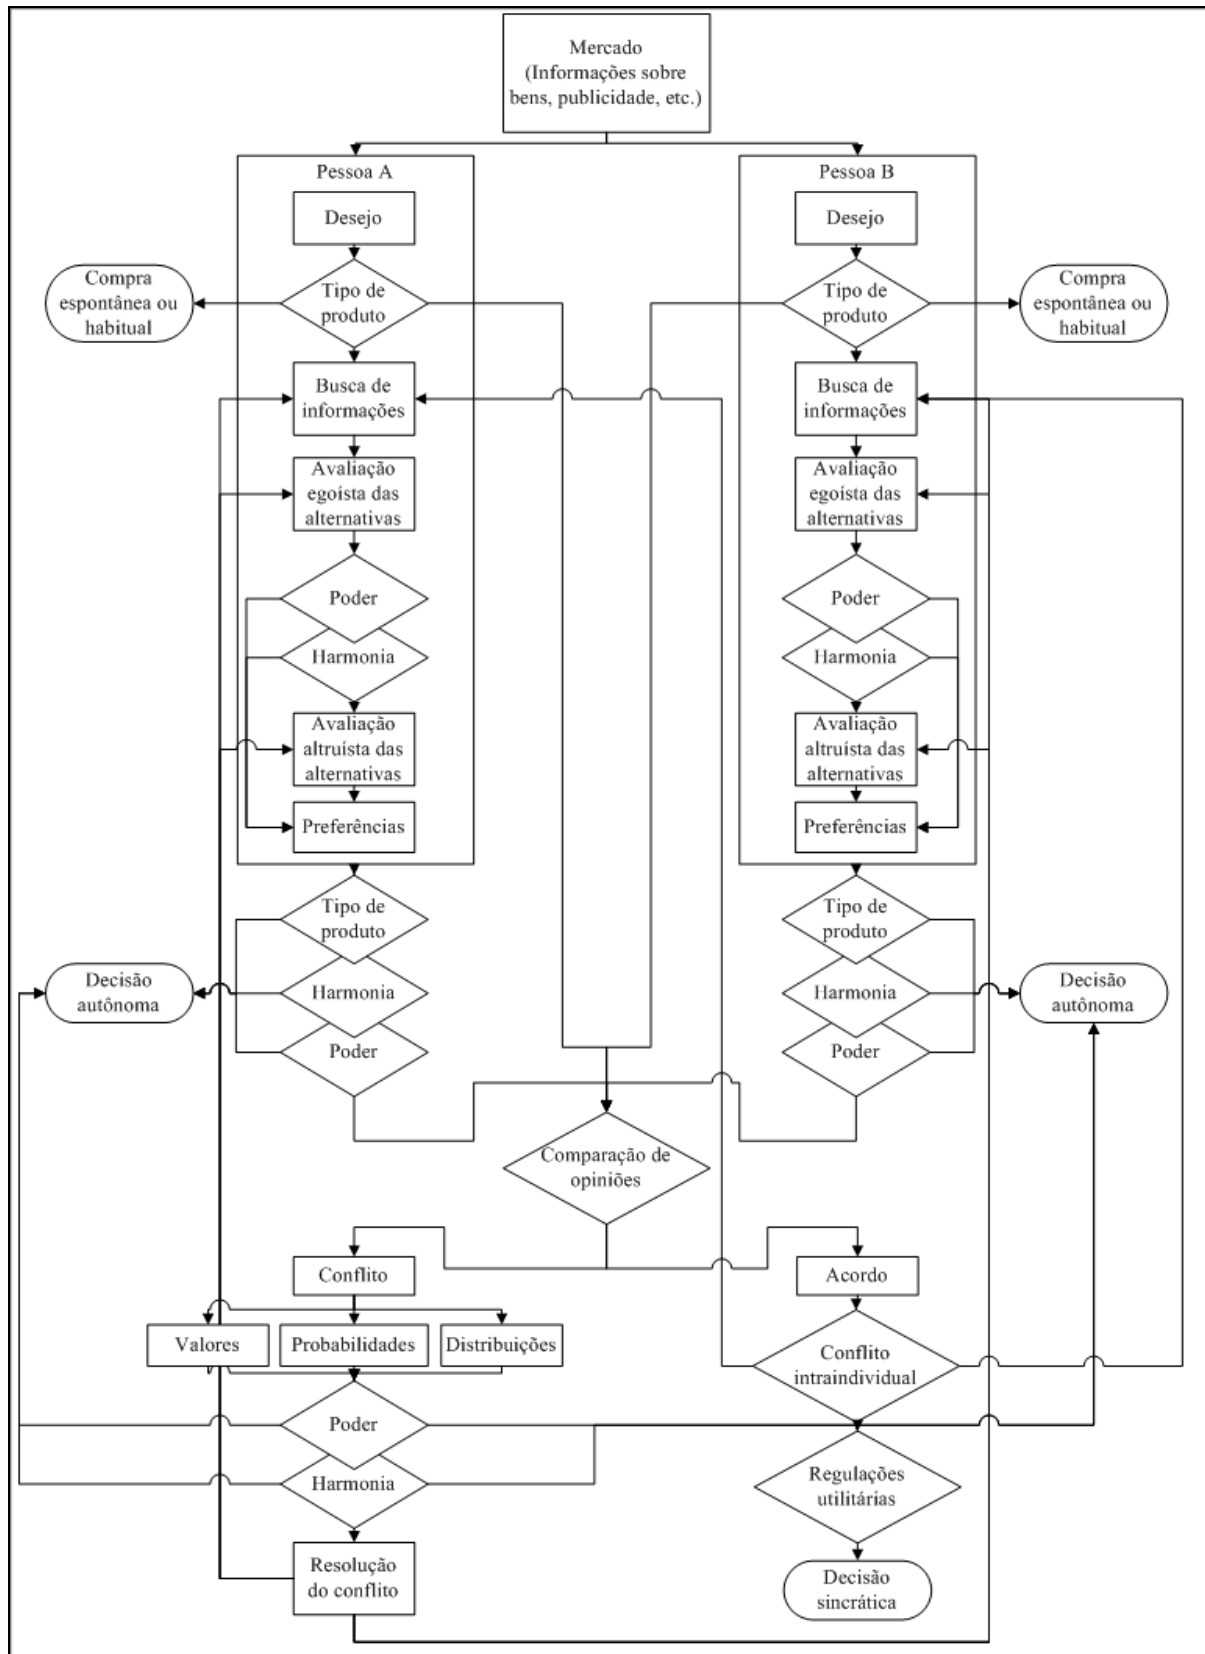 Mercado
(Informações sobre
bens, publicidade, etc.)
Pessoa A
Pessoa B
Desejo
Desejo
Compra
espontânea ou
habitual
Tipo de
produto
Tipo de
produto
Compra
espontânea ou
habitual
Busca de
informações
Busca de
informações
Avaliação
egoísta das
alternativas
Avaliação
egoísta das
alternativas
Poder
Poder
Harmonia
Harmonia
Avaliação
altruísta das
alternativas
Avaliação
altruísta das
alternativas
Preferências
Preferências
Tipo de
produto
Tipo de
produto
Decisão
autônoma
Harmonia
Harmonia
Decisão
autônoma
Poder
Poder
Comparação de
opiniões
Conflito
Acordo
Valores
Probabilidades
Distribuições
Conflito
intraindividual
Poder
Harmonia
Regulações
utilitárias
Resolução
do conflito
Decisão
sincrática